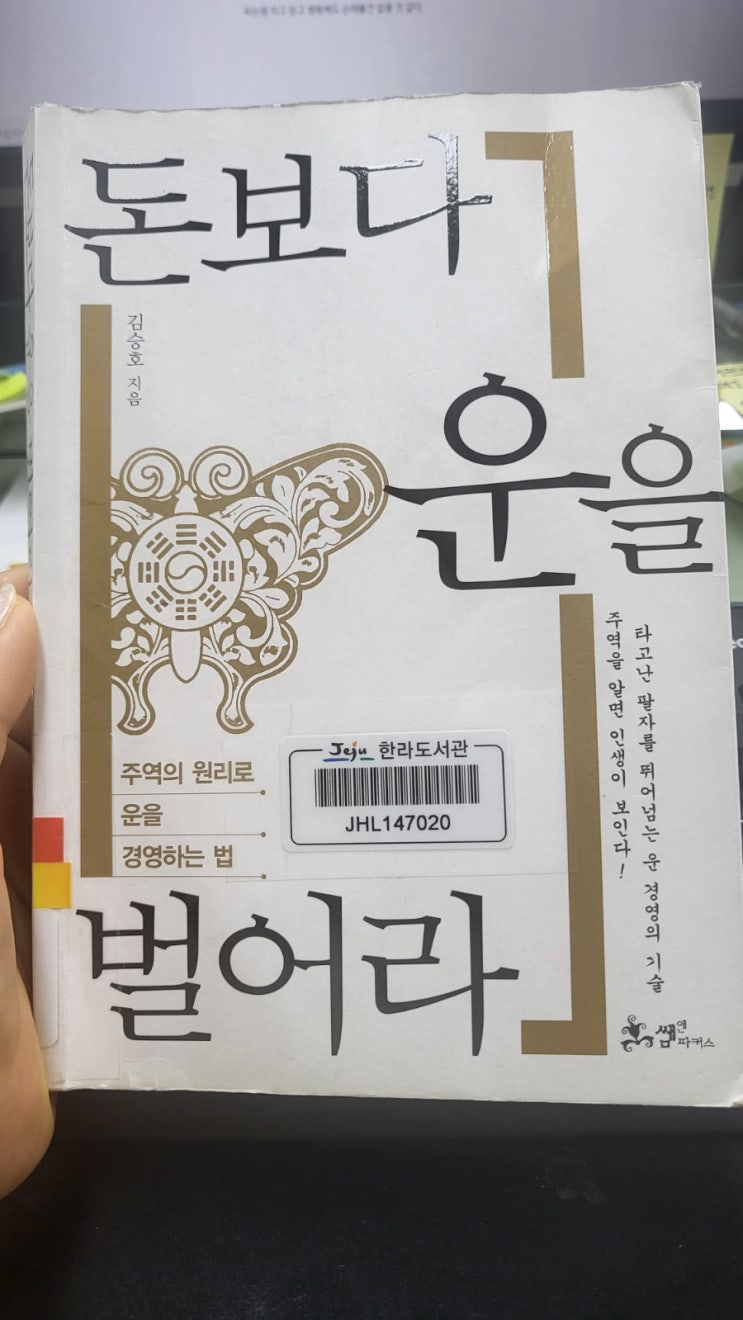 돈보다
김승호 지음
운을
타고난 팔자를 뛰어넘는 운 경영의 기술
주역을 알면 인생이 보인다!
주역의 원리로
운을
경영하는 법
Jeju 한라도서관
JHL147020
벌어라
쌤앤파커스